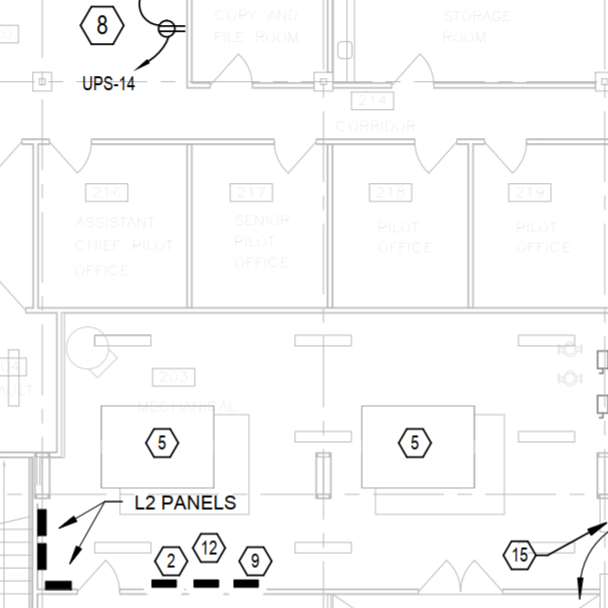 COPY AND
FILE ROOM
STORAGE
ROOM
8
UPS-14
214
CORRIDOR
216
217
218
219
ASSISTANT
CHIEF PILOT
OFFICE
SENIOR
PILOT
OFFICE
PILOT
OFFICE
PILOT
OFFICE
203
MECHANICAL
5
5
L2 PANELS
2
12
9
15